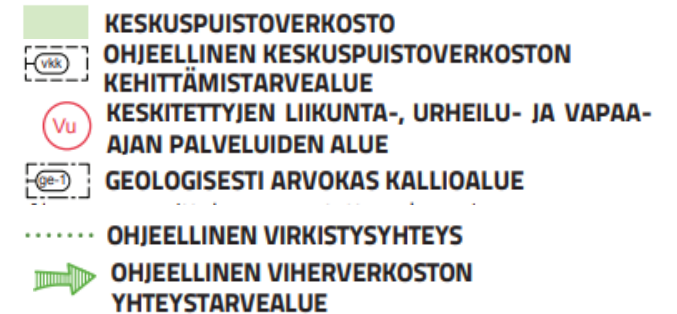 KESKUSPUISTOVERKOSTO
vkk OHJEELLINEN KESKUSPUISTOVERKOSTON
KEHITTÄMISTARVEALUE
Vu KESKITETTYJEN LIIKUNTA-, URHEILU- JA VAPAA-
AJAN PALVELUIDEN ALUE
ge-1 GEOLOGISESTI ARVOKAS KALLIOALUE
OHJEELLINEN VIRKISTYSYHTEYS
OHJEELLINEN VIHERVERKOSTON
YHTEYSTARVEALUE